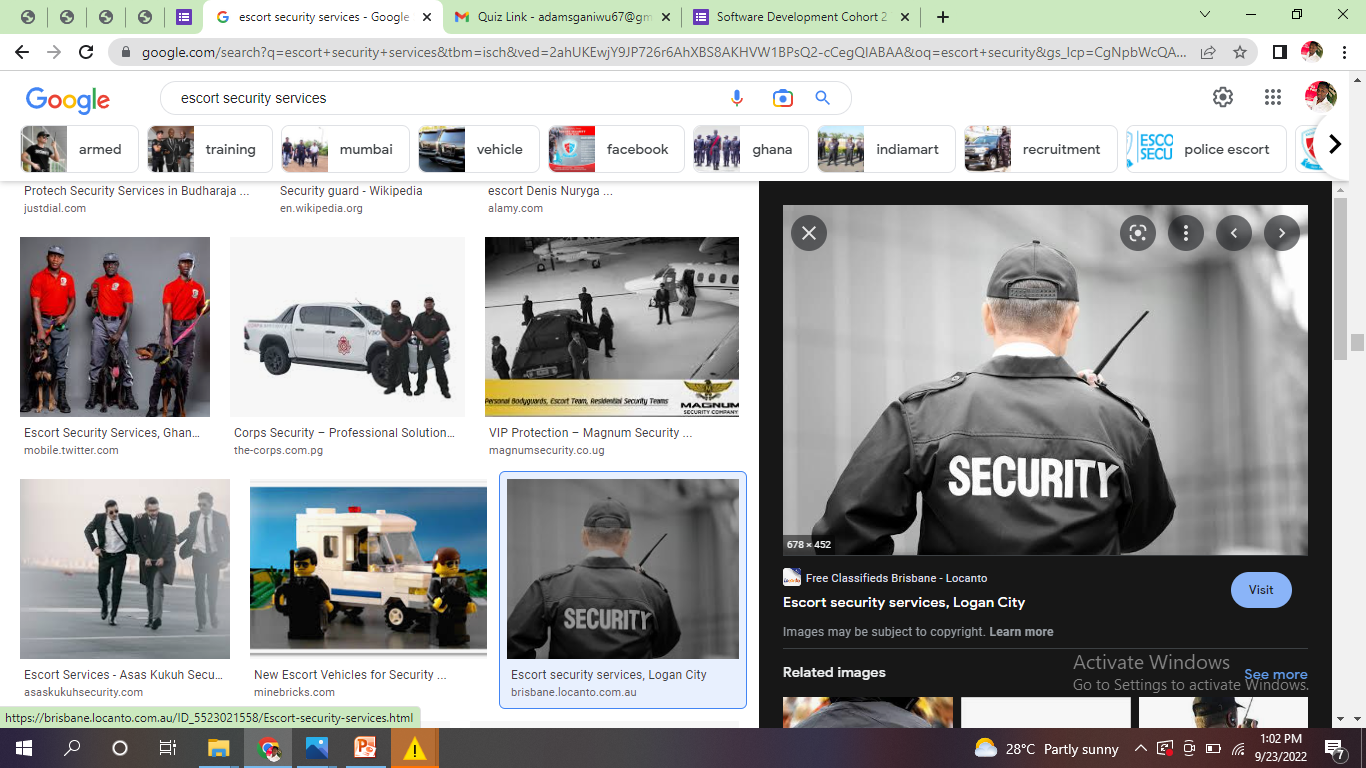 escort security services - Google
Quiz Link - adamsganiwu67@gm
Software Development Cohort 2
google.com/search?q=escort+security+services&tbm=isch&ved=2ahUKEwjY9JP726r6AhXBS8AKHVW1BPsQ2-cCegQIABAA&oq=escort+security&gs_lcp=CgNpbWcQA...
Google
escort security services
armed
training
mumbai
vehicle
facebook
ghana
indiamart
recruitment
ESCO
SECU
police escort
Protech Security Services in Budharaja ...
justdial.com
Security guard - Wikipedia
en.wikipedia.org
escort Denis Nuryga ...
alamy.com
Personal Bodyguards, Escort Team, Residential Security Teams
MAGNUM
SECURITY COMPANY
Escort Security Services, Ghan...
mobile.twitter.com
Corps Security – Professional Solution...
the-corps.com.pg
VIP Protection – Magnum Security ...
magnumsecurity.co.ug
SECURITY
Escort Services - Asas Kukuh Secu...
asaskukuhsecurity.com
New Escort Vehicles for Security ...
minebricks.com
Escort security services, Logan City
brisbane.locanto.com.au
SECURITY
678 × 452
Free Classifieds Brisbane - Locanto
Escort security services, Logan City
Visit
Images may be subject to copyright. Learn more
Related images
See more
Activate Windows
Go to Settings to activate Windows.
https://brisbane.locanto.com.au/ID_5523021558/Escort-security-services.html
28°C Partly sunny
1:02 PM
9/23/2022
7